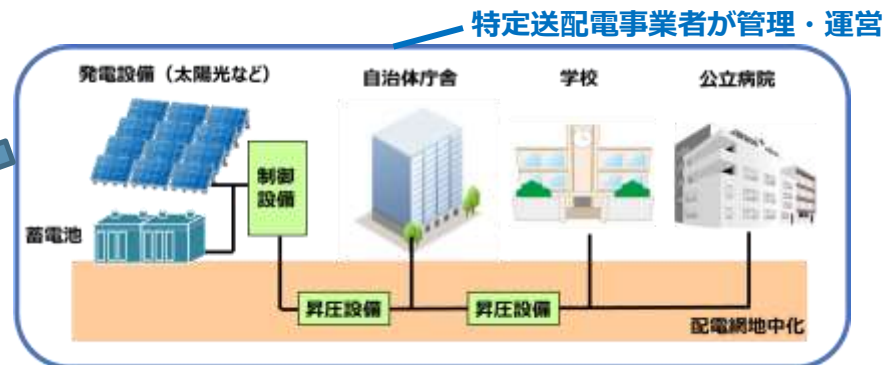 特定送配電事業者が管理・運営
発電設備（太陽光など）
自治体庁舎
学校
公立病院
制御
設備
蓄電池
昇圧設備
昇圧設備
配電網地中化